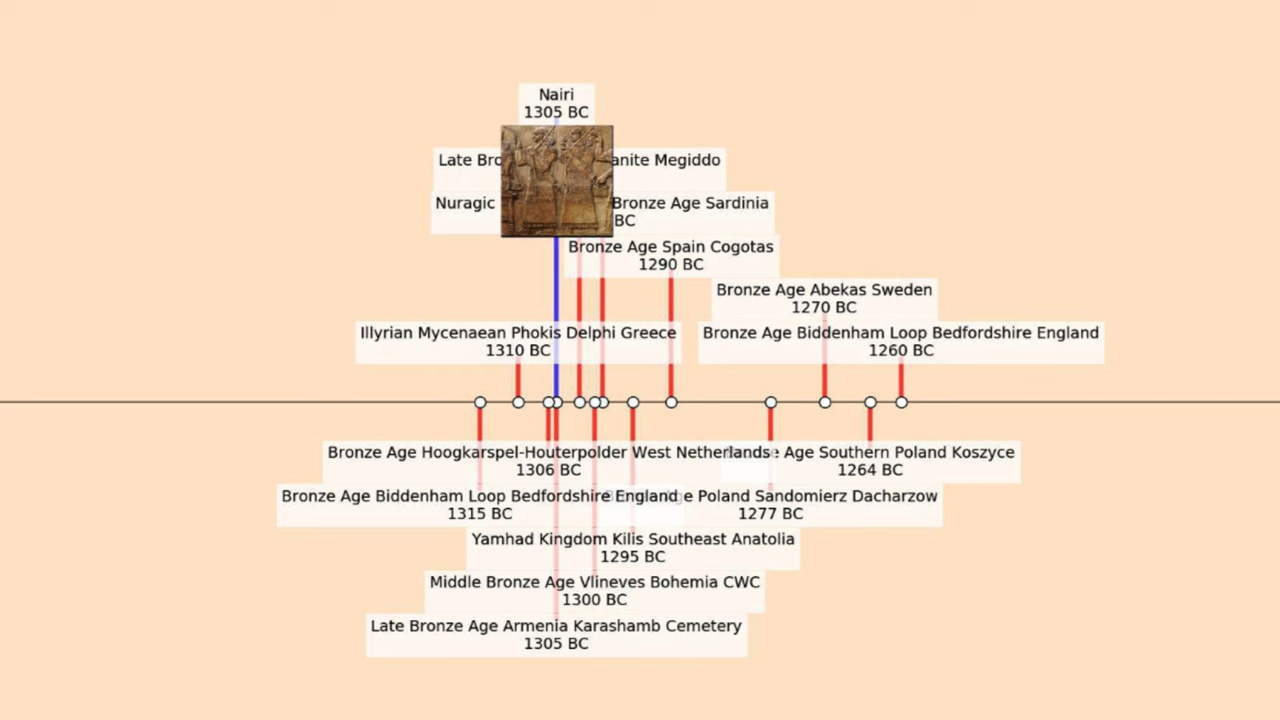 Nairi
1305 BC
Late anite Megiddo
Nuragic Bronze Age Sardinia
BC
Bronze Age Spain Cogotas
1290 BC
Bronze Age Abekas Sweden
1270 BC
Illyrian Mycenaean Phokis Delphi Greece
1310 BC
Bronze Age Biddenham Loop Bedfordshire England
1260 BC
Bronze Age Hoogkarspel-Houterpolder West Netherlands
1306 BC
Age Southern Poland Koszyce
1264 BC
Bronze Age Biddenham Loop Bedfordshire England
1315 BC
Poland Sandomierz Dacharzow
1277 BC
Yamhad Kingdom Kilis Southeast Anatolia
1295 BC
Middle Bronze Age Vlineves Bohemia CWC
1300 BC
Late Bronze Age Armenia Karashamb Cemetery
1305 BC